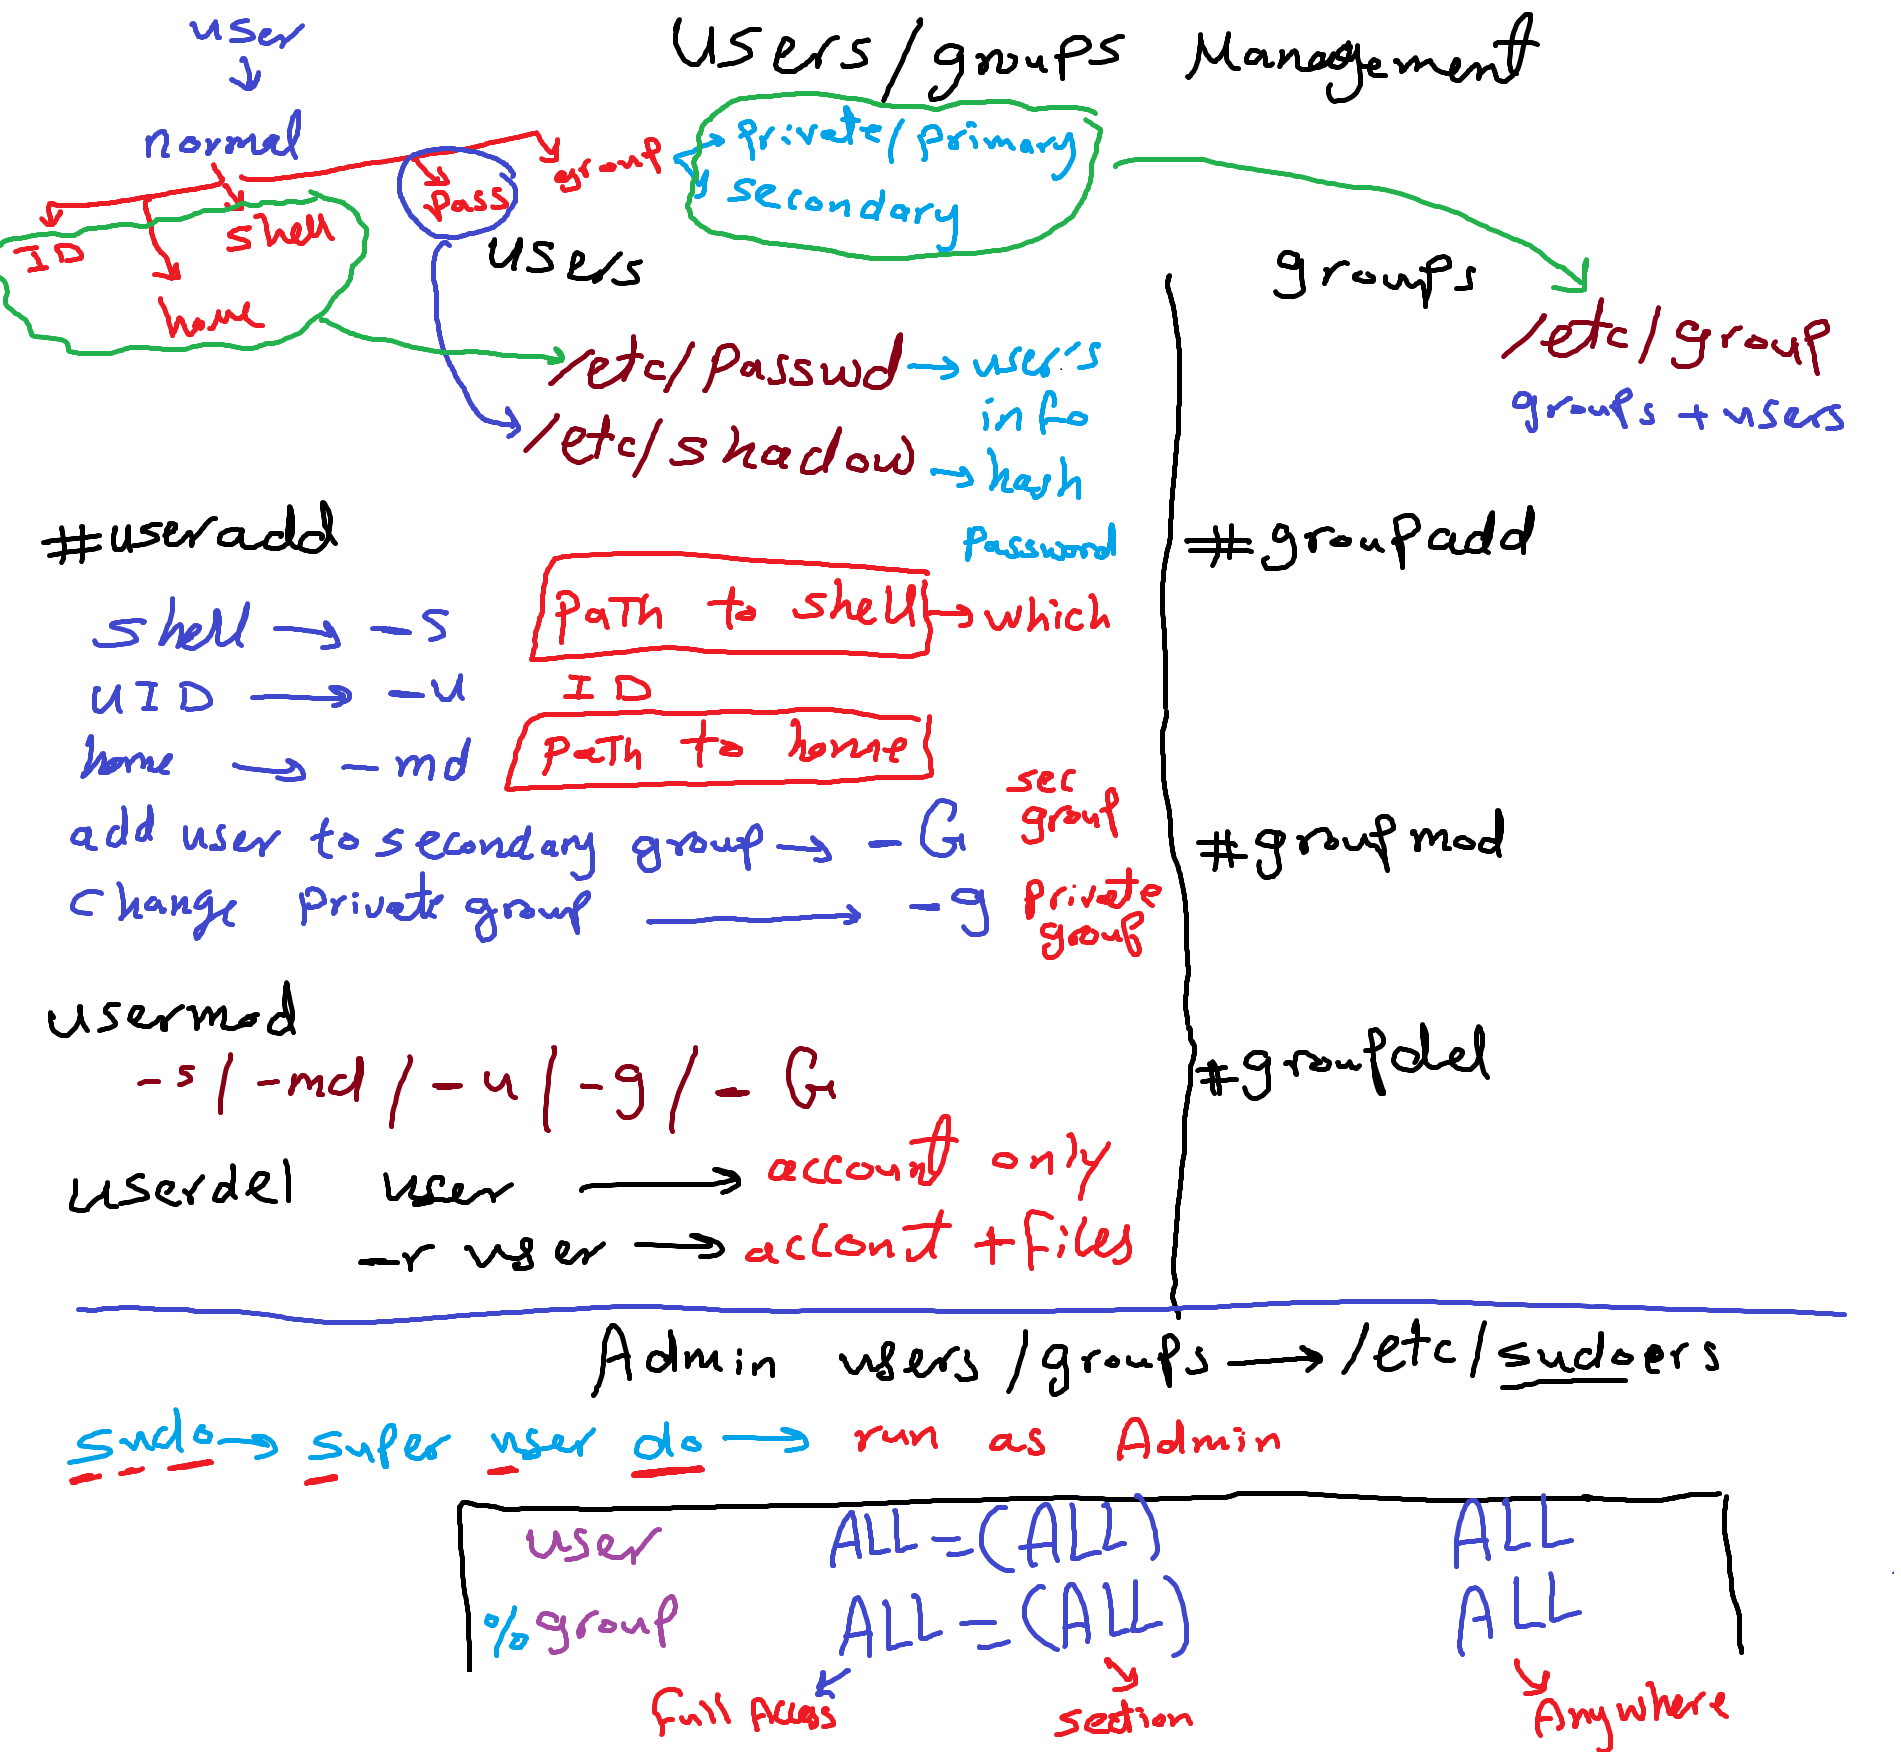 Users/groups Management
user
normal
ID
home
shell
Pass
group
private/primary
secondary
users
/etc/Passwd → user's info
/etc/shadow → hash Password
#useradd
shell → -s Path to shell → which
UID → -u ID
home → -md Path to home
add user to secondary group → -G sec group
Change Private group → -g Private group
usermod
-s / -md / -u / -g / -G
userdel user → account only
-r user → account + Files
groups
/etc/group
groups + users
#groupadd
#groupmod
#groupdel
Admin users/groups → /etc/sudoers
sudo → super user do → run as Admin
user ALL=(ALL) ALL
%group ALL=(ALL) ALL
Full Access section Anywhere